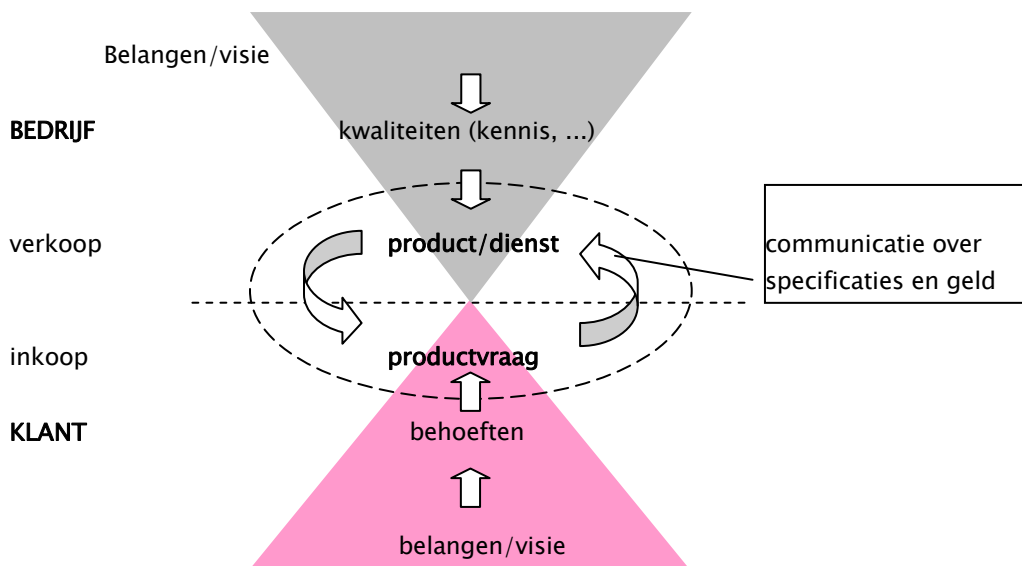 Belangen/visie
BEDRIJF
kwaliteiten (kennis, ...)
verkoop
product/dienst
communicatie over
specificaties en geld
inkoop
productvraag
KLANT
behoeften
belangen/visie